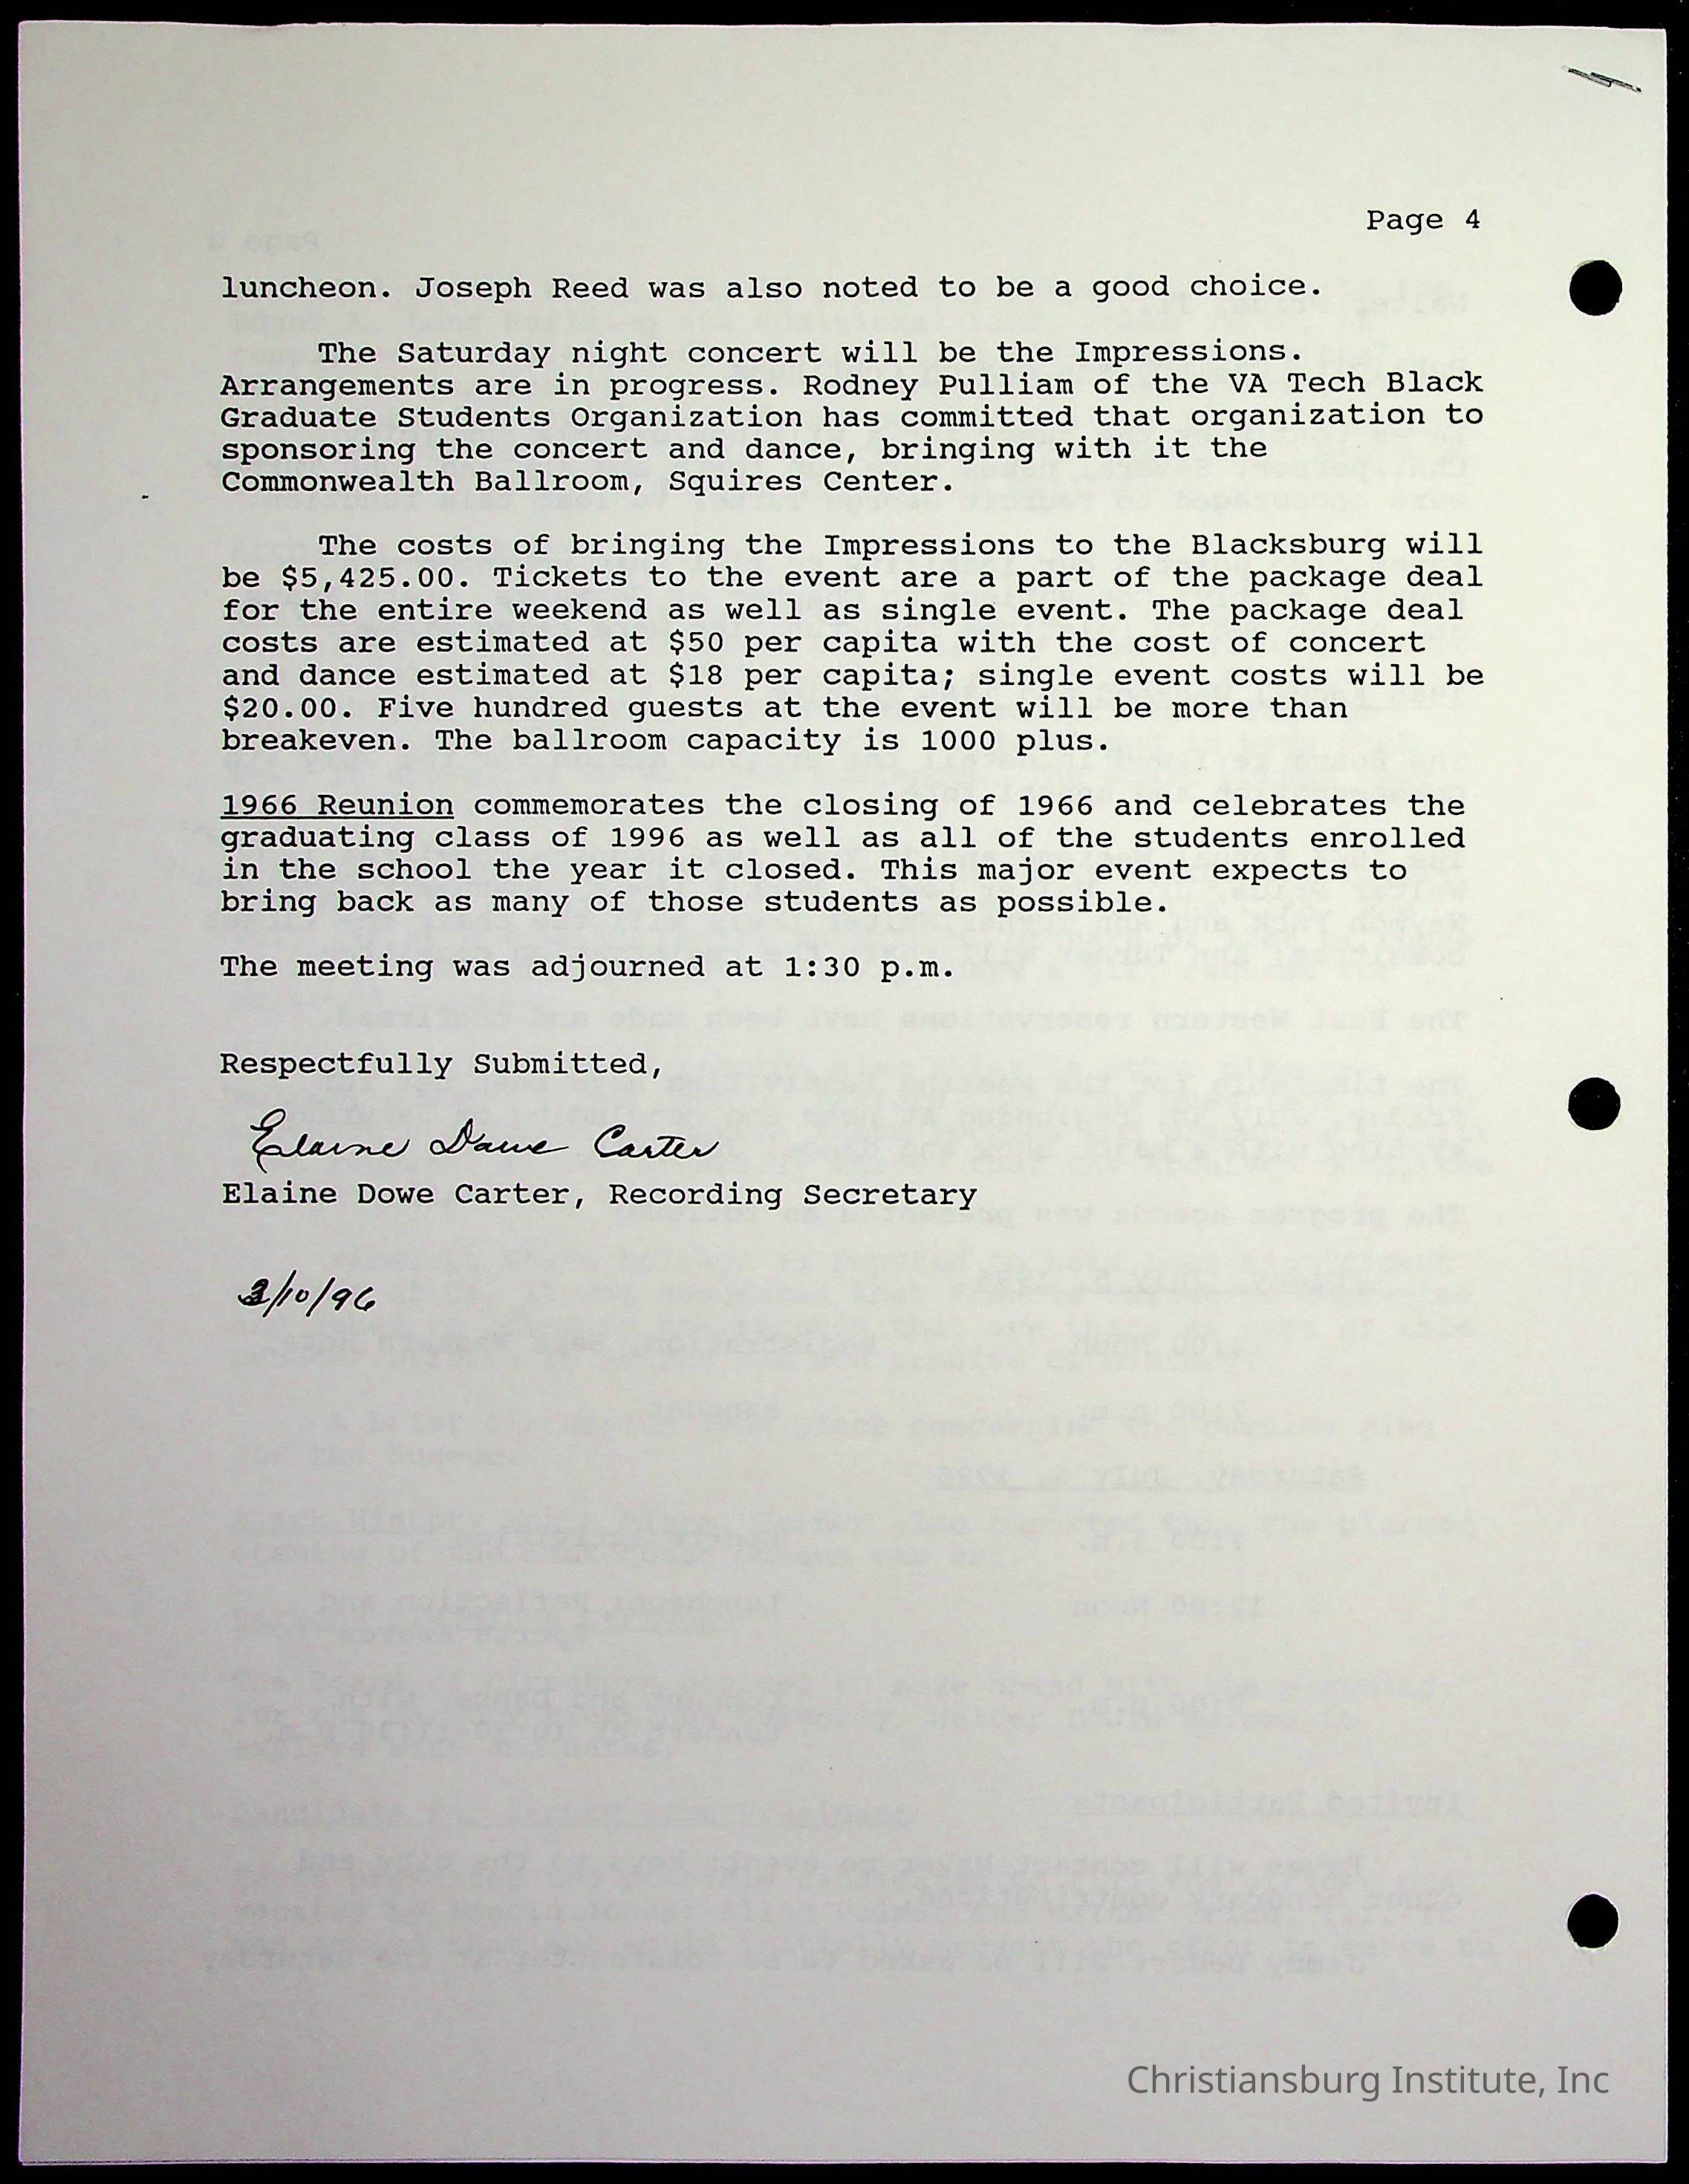 Page 4
luncheon. Joseph Reed was also noted to be a good choice.
The Saturday night concert will be the Impressions.
Arrangements are in progress. Rodney Pulliam of the VA Tech Black
Graduate Students Organization has committed that organization to
sponsoring the concert and dance, bringing with it the
Commonwealth Ballroom, Squires Center.
The costs of bringing the Impressions to the Blacksburg will
be $5,425.00. Tickets to the event are a part of the package deal
for the entire weekend as well as single event. The package deal
costs are estimated at $50 per capita with the cost of concert
and dance estimated at $18 per capita; single event costs will be
$20.00. Five hundred guests at the event will be more than
breakeven. The ballroom capacity is 1000 plus.
1966 Reunion commemorates the closing of 1966 and celebrates the
graduating class of 1996 as well as all of the students enrolled
in the school the year it closed. This major event expects to
bring back as many of those students as possible.
The meeting was adjourned at 1:30 p.m.
Respectfully Submitted,
Elaine Dowe Carter
Elaine Dowe Carter, Recording Secretary
/10/96
Christiansburg Institute, Inc